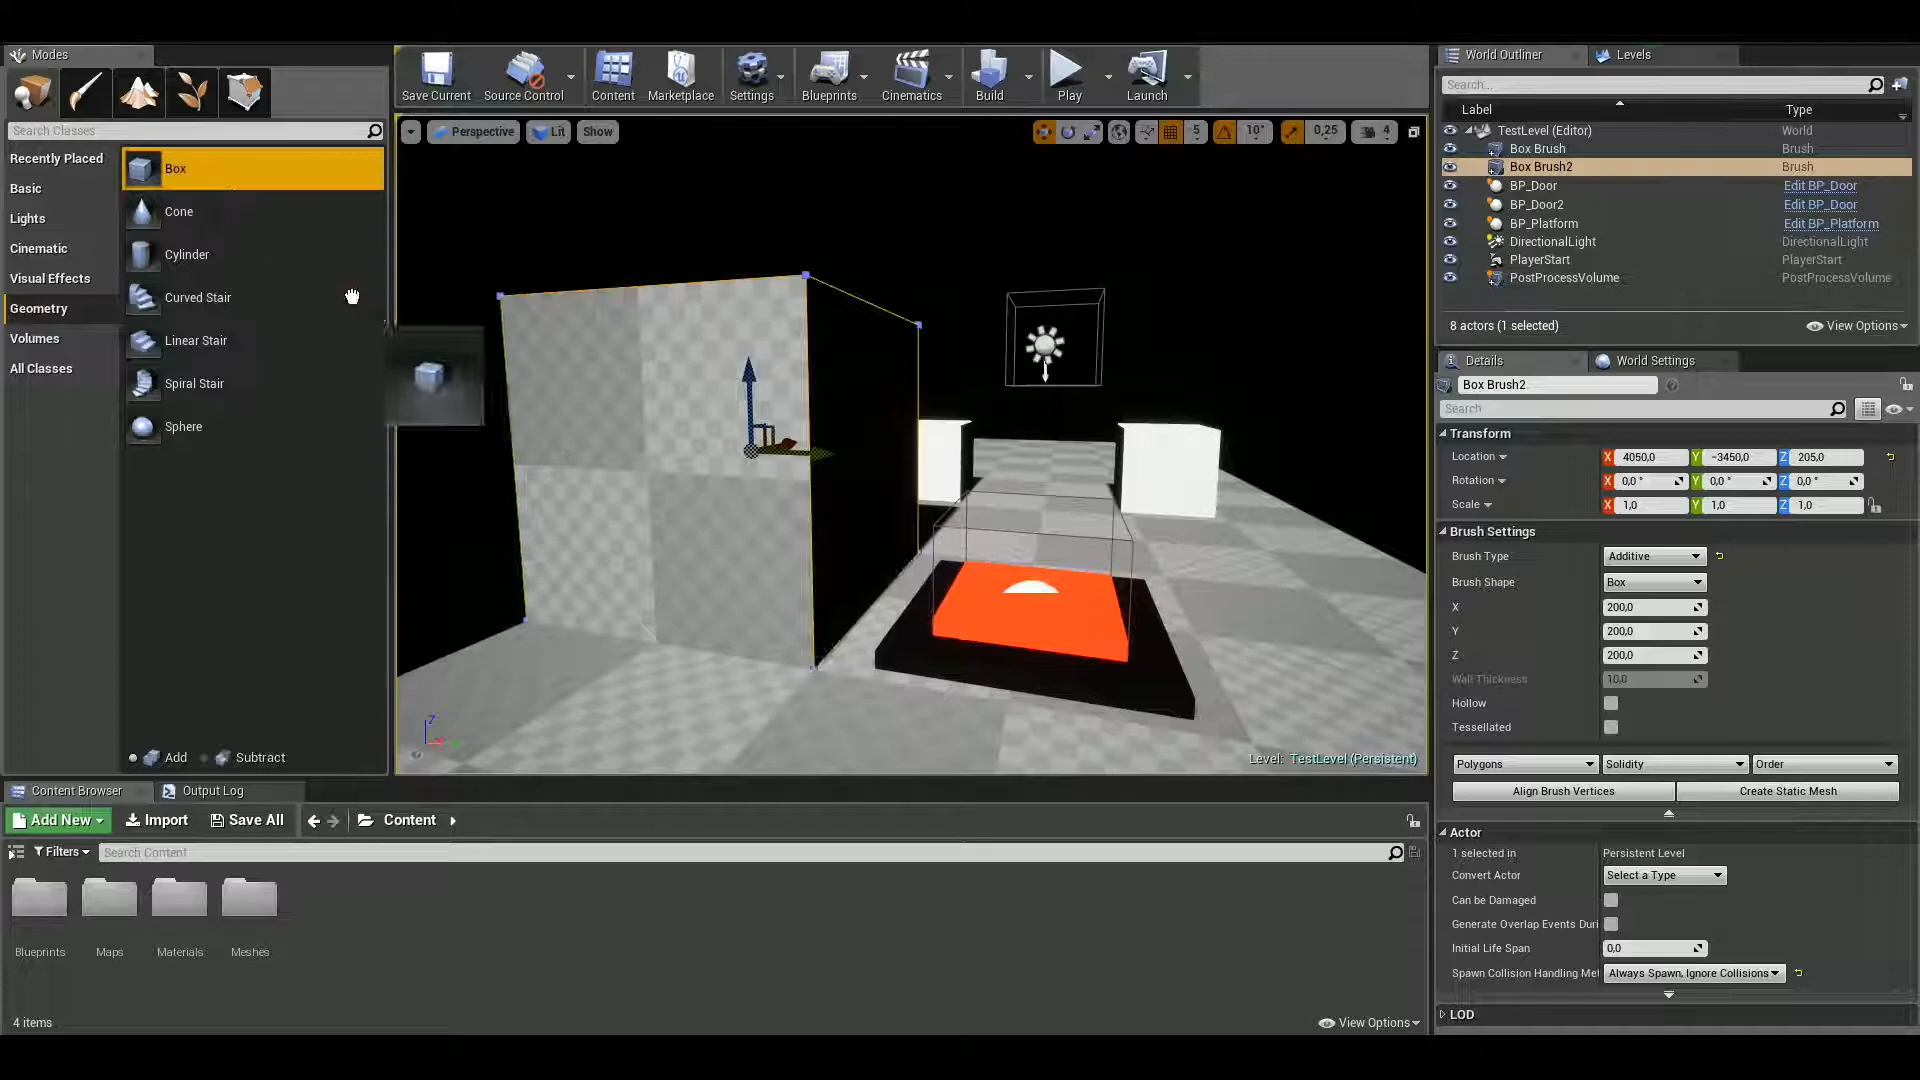 Modes
Save Current
Source Control
Content
Marketplace
Settings
Blueprints
Cinematics
Build
Play
Launch
Search Classes
Recently Placed
Basic
Lights
Cinematic
Visual Effects
Geometry
Volumes
All Classes
Box
Cone
Cylinder
Curved Stair
Linear Stair
Spiral Stair
Sphere
Add
Subtract
Perspective
Lit
Show
5
10°
0,25
4
Z
Level: TestLevel (Persistent)
World Outliner
Levels
Search...
Label
Type
TestLevel (Editor) World
Box Brush Brush
Box Brush2 Brush
BP_Door Edit BP_Door
BP_Door2 Edit BP_Door
BP_Platform Edit BP_Platform
DirectionalLight DirectionalLight
PlayerStart PlayerStart
PostProcessVolume PostProcessVolume
8 actors (1 selected)
View Options
Details
World Settings
Box Brush2
Search
Transform
Location X 4050,0 Y -3450,0 Z 205,0
Rotation X 0,0 ° Y 0,0 ° Z 0,0 °
Scale X 1,0 Y 1,0 Z 1,0
Brush Settings
Brush Type Additive
Brush Shape Box
X 200,0
Y 200,0
Z 200,0
Wall Thickness 10,0
Hollow
Tessellated
Polygons
Solidity
Order
Align Brush Vertices
Create Static Mesh
Actor
1 selected in Persistent Level
Convert Actor Select a Type
Can be Damaged
Generate Overlap Events Duri
Initial Life Span 0,0
Spawn Collision Handling Me Always Spawn, Ignore Collisions
LOD
Content Browser
Output Log
Add New
Import
Save All
Content
Filters
Search Content
Blueprints
Maps
Materials
Meshes
4 items
View Options